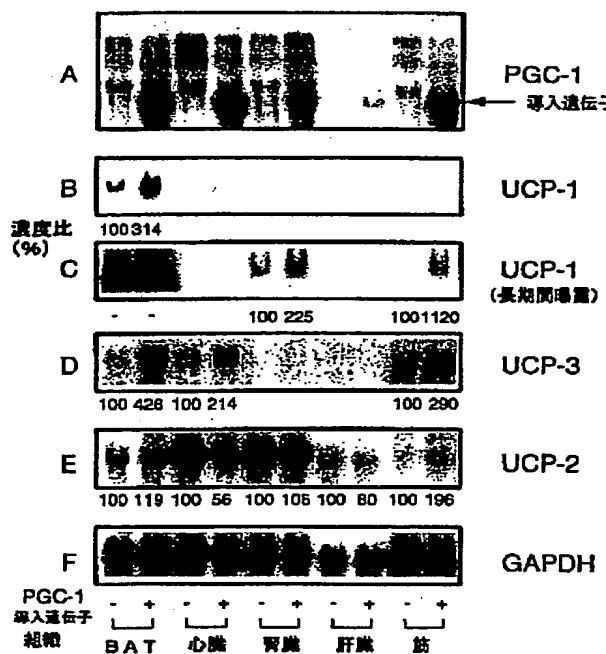 A PGC-1
導入遺伝子
B UCP-1
濃度比
(%)
100 314
C UCP-1
(長期間曝露)
- - 100 225 100 1120
D UCP-3
100 428 100 214 100 290
E UCP-2
100 119 100 56 100 106 100 80 100 196
F GAPDH
PGC-1
導入遺伝子
- + - + - + - + - +
組織
BAT 心臓 腎臓 肝臓 筋